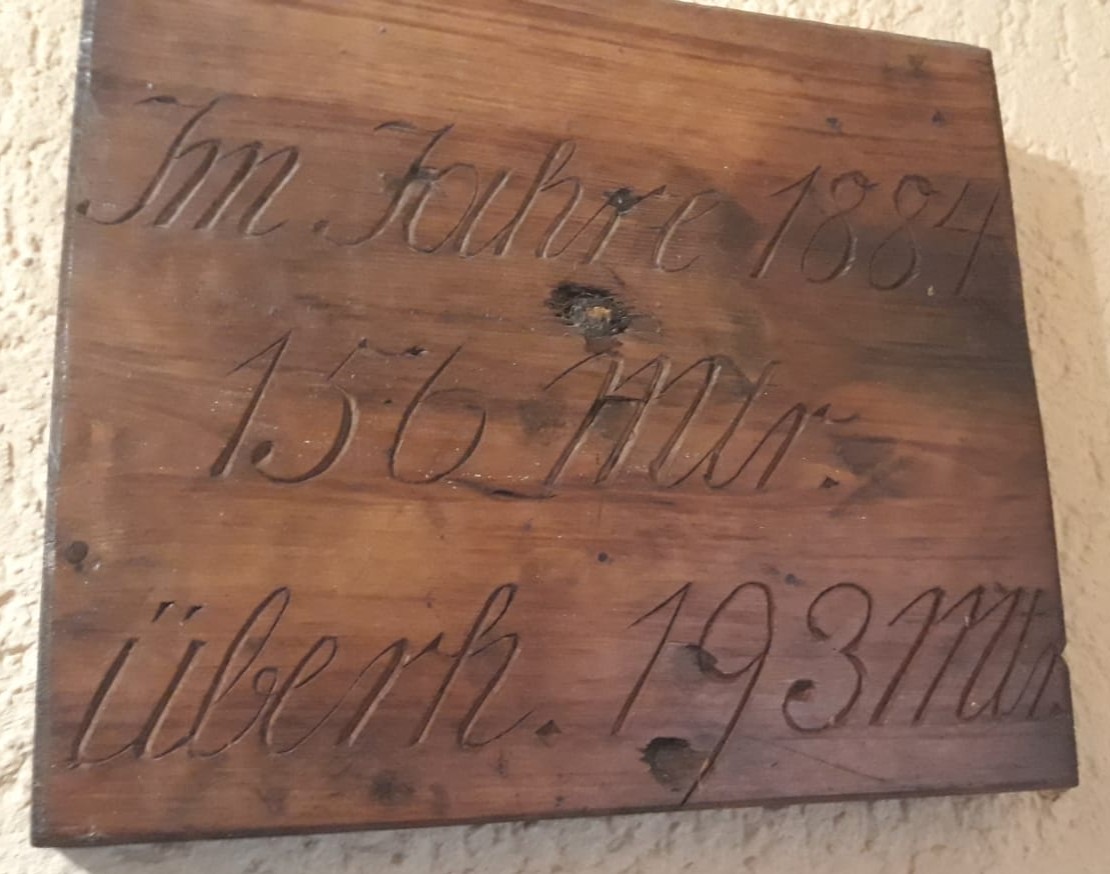 Im Jahre 1884
156 Mtr.
überh. 193 Mtr.